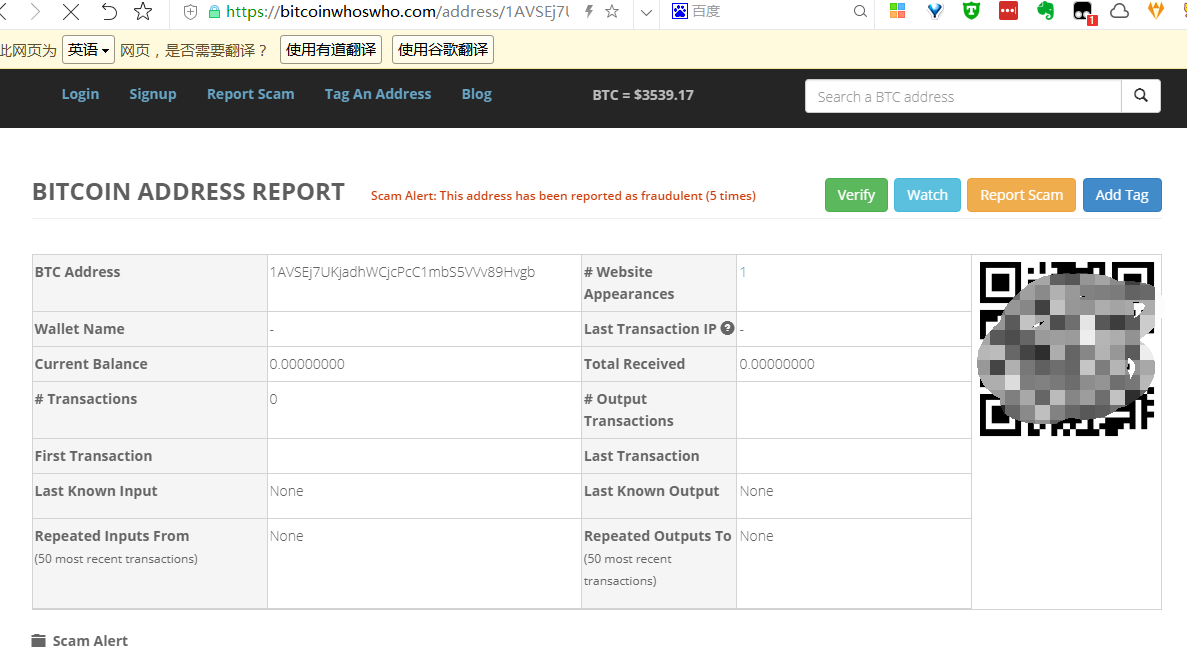 https://bitcoinwhoswho.com/address/1AVSEj7U
百度
1
此网页为 英语 网页，是否需要翻译？ 使用有道翻译 使用谷歌翻译
Login Signup Report Scam Tag An Address Blog BTC = $3539.17 Search a BTC address
BITCOIN ADDRESS REPORT Scam Alert: This address has been reported as fraudulent (5 times) Verify Watch Report Scam Add Tag
BTC Address 1AVSEj7UKjadhWCjcPcC1mbS5VVv89Hvgb # Website Appearances 1
Wallet Name - Last Transaction IP ? -
Current Balance 0.00000000 Total Received 0.00000000
# Transactions 0 # Output Transactions
First Transaction Last Transaction
Last Known Input None Last Known Output None
Repeated Inputs From None Repeated Outputs To None
(50 most recent transactions) (50 most recent transactions)
Scam Alert